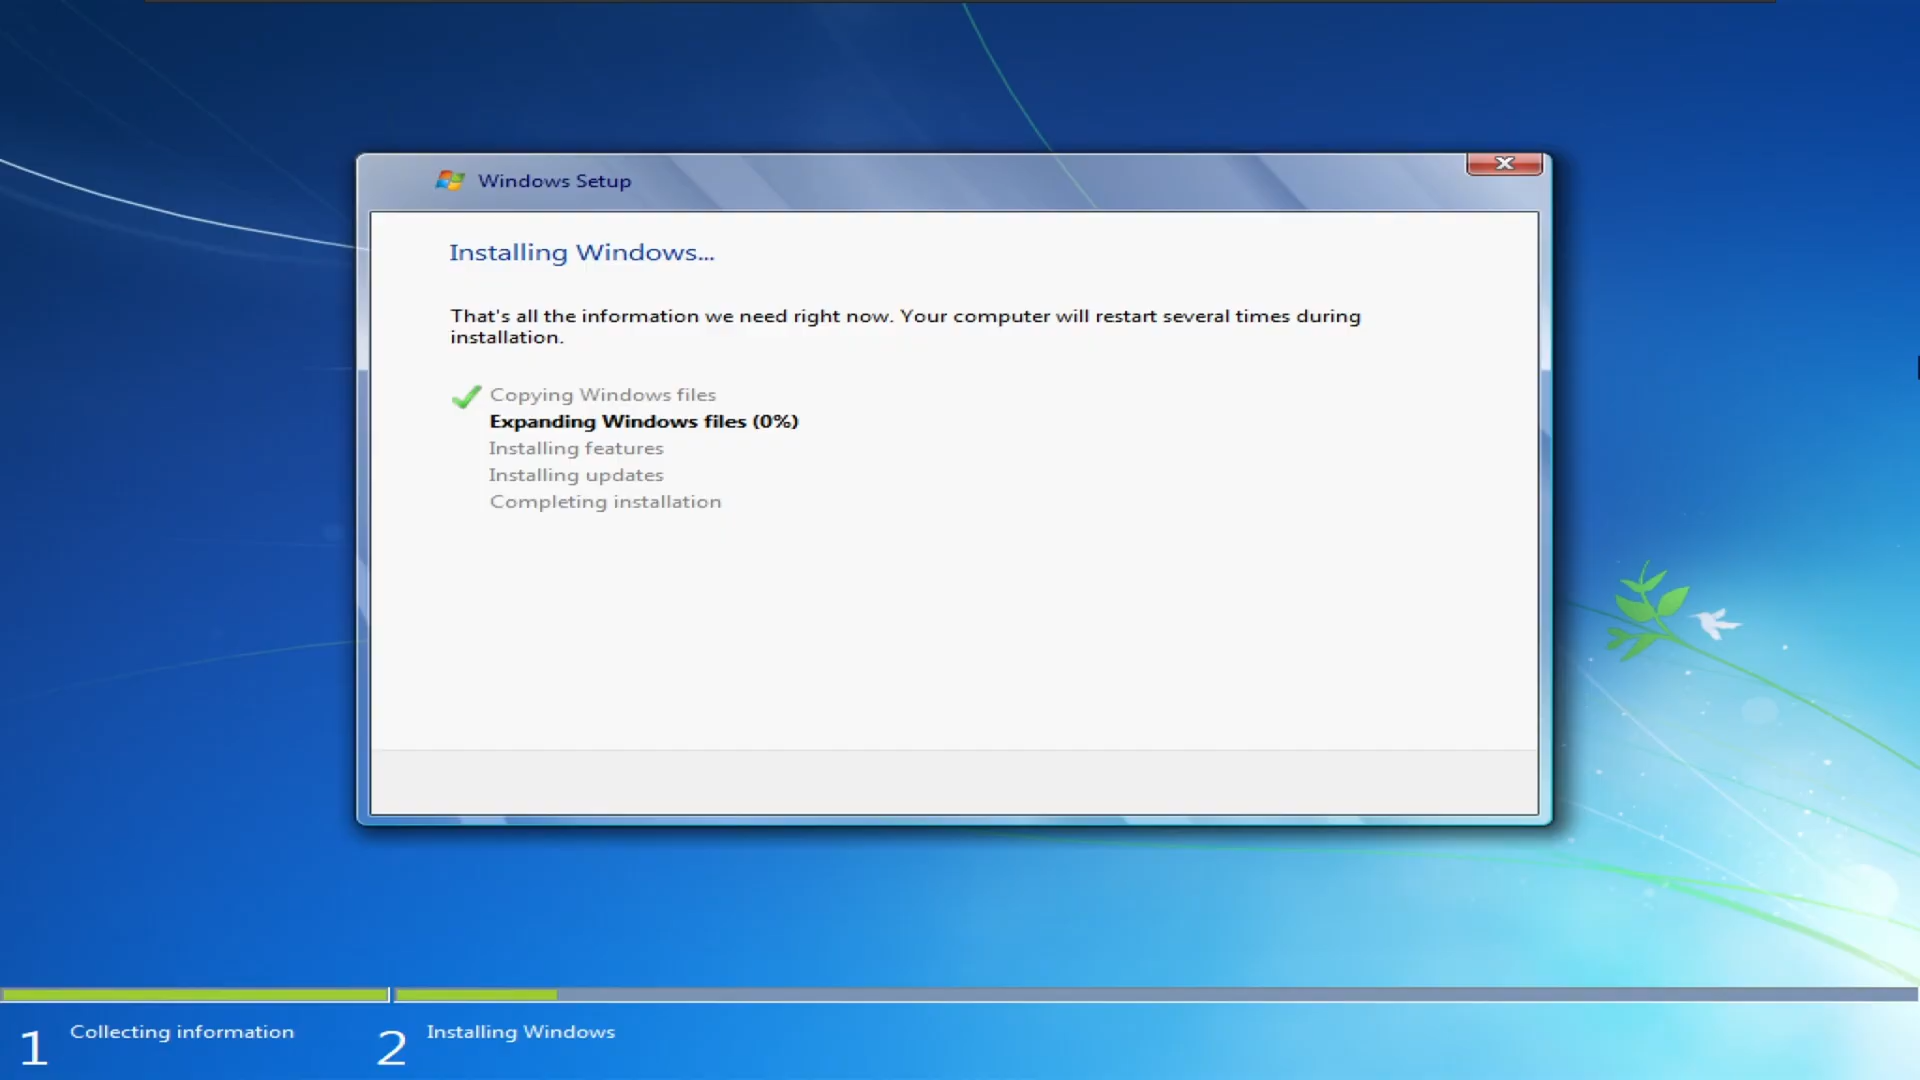 Windows Setup
Installing Windows...
That's all the information we need right now. Your computer will restart several times during
installation.
Copying Windows files
Expanding Windows files (0%)
Installing features
Installing updates
Completing installation
1 Collecting information
2 Installing Windows